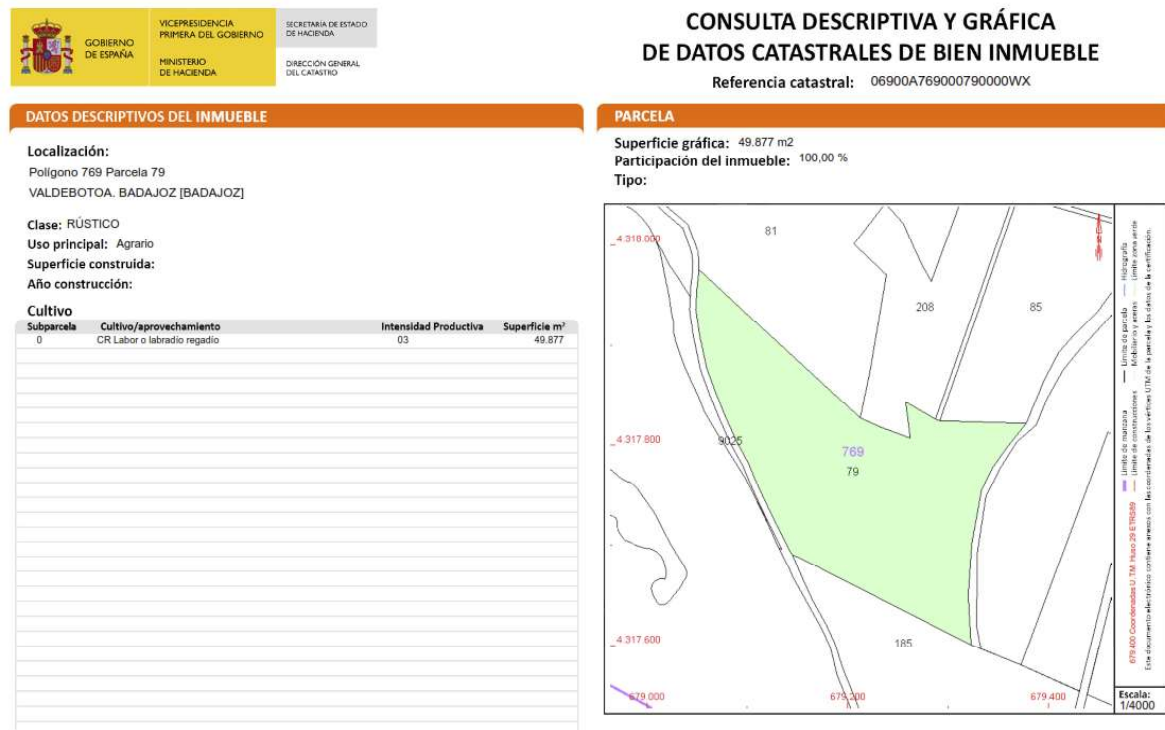 GOBIERNO
DE ESPAÑA
VICEPRESIDENCIA
PRIMERA DEL GOBIERNO
MINISTERIO
DE HACIENDA
SECRETARÍA DE ESTADO
DE HACIENDA
DIRECCIÓN GENERAL
DEL CATASTRO
CONSULTA DESCRIPTIVA Y GRÁFICA
DE DATOS CATASTRALES DE BIEN INMUEBLE
Referencia catastral: 06900A769000790000WX
DATOS DESCRIPTIVOS DEL INMUEBLE
Localización:
Polígono 769 Parcela 79
VALDEBOTOA. BADAJOZ [BADAJOZ]
Clase: RÚSTICO
Uso principal: Agrario
Superficie construida:
Año construcción:
Cultivo
Subparcela Cultivo/aprovechamiento Intensidad Productiva Superficie m²
0 CR Labor o labradío regadío 03 49.877
PARCELA
Superficie gráfica: 49.877 m2
Participación del inmueble: 100,00 %
Tipo:
4.318.000
81
208
85
4.317.800
9025
769
79
4.317.600
185
679.000
679.200
679.400
Límite de manzana Límite de parcela Hidrografía
Límite de construcciones Mobiliario y aceras Límite zona verde
679.400 Coordenadas U.T.M. Huso 29 ETRS89
Este documento electrónico contiene anexos con las coordenadas de los vértices UTM de la parcela y los datos de la certificación.
Escala:
1/4000